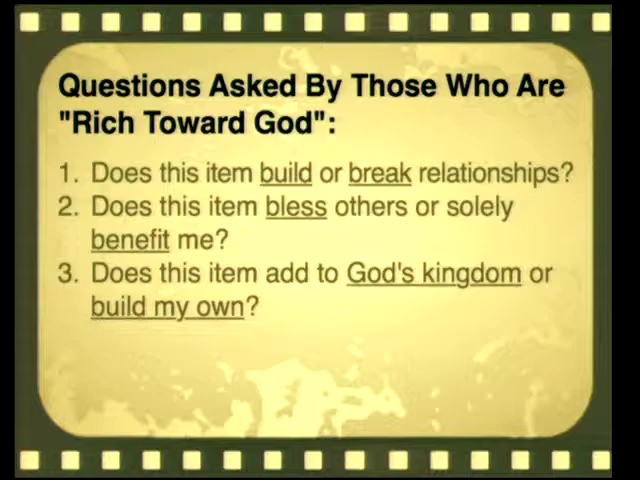 Questions Asked By Those Who Are
"Rich Toward God":
1. Does this item build or break relationships?
2. Does this item bless others or solely
benefit me?
3. Does this item add to God's kingdom or
build my own?